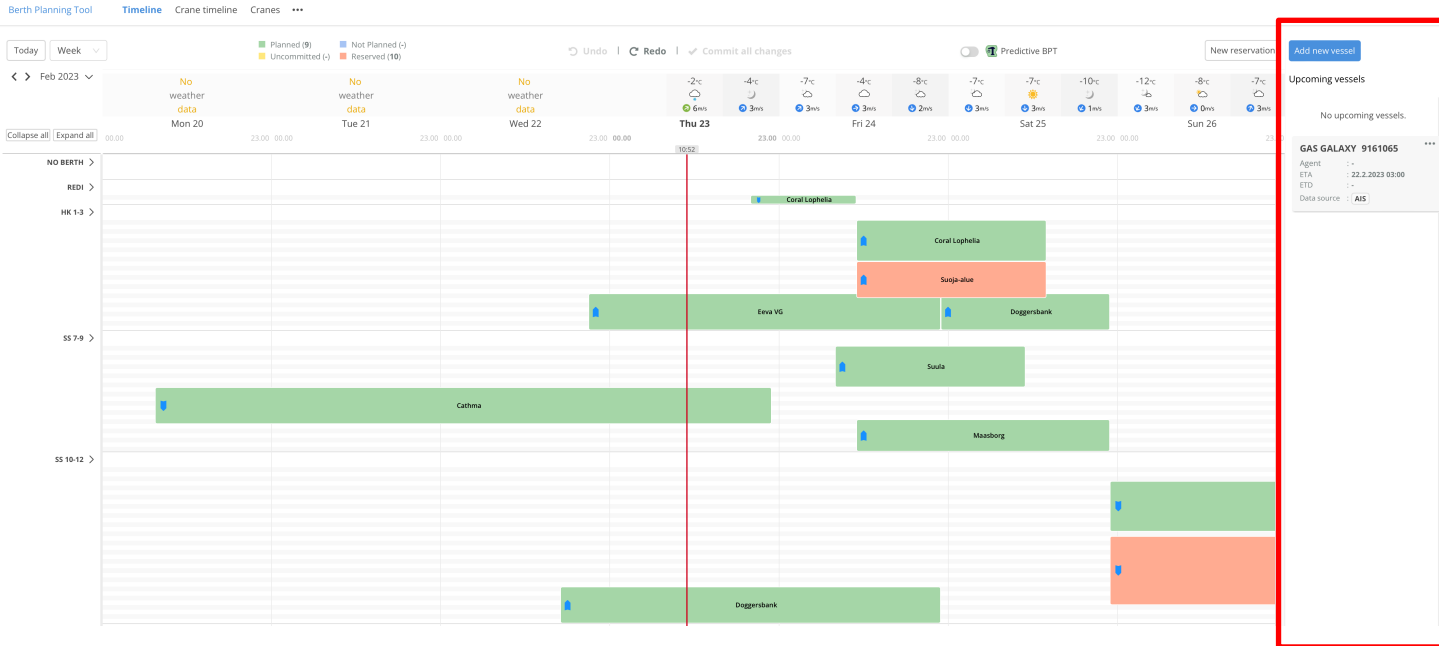 Berth Planning Tool Timeline Crane timeline Cranes •••
Today Week
Planned (9) Not Planned (-)
Uncommitted (-) Reserved (10)
Undo Redo Commit all changes
Predictive BPT
New reservation
Add new vessel
Upcoming vessels
No upcoming vessels.
GAS GALAXY 9161065 •••
Agent : -
ETA : 22.2.2023 03:00
ETD : -
Data source : AIS
Feb 2023
No weather data
No weather data
No weather data
-2°C -4°C -7°C -4°C -8°C -7°C -7°C -10°C -12°C -8°C -7°C
6m/s 3m/s 3m/s 3m/s 2m/s 3m/s 3m/s 1m/s 3m/s 0m/s 3m/s
Mon 20 Tue 21 Wed 22 Thu 23 Fri 24 Sat 25 Sun 26
Collapse all Expand all
00.00 23.00 00.00 23.00 00.00 23.00 00.00 23.00 00.00 23.00 00.00 23.00 00.00 23
10:52
NO BERTH
REDI
Coral Lophelia
HK 1-3
Coral Lophelia
Suoja-alue
Eeva VG Doggersbank
SS 7-9
Suula
Cathma
Maasborg
SS 10-12
Doggersbank